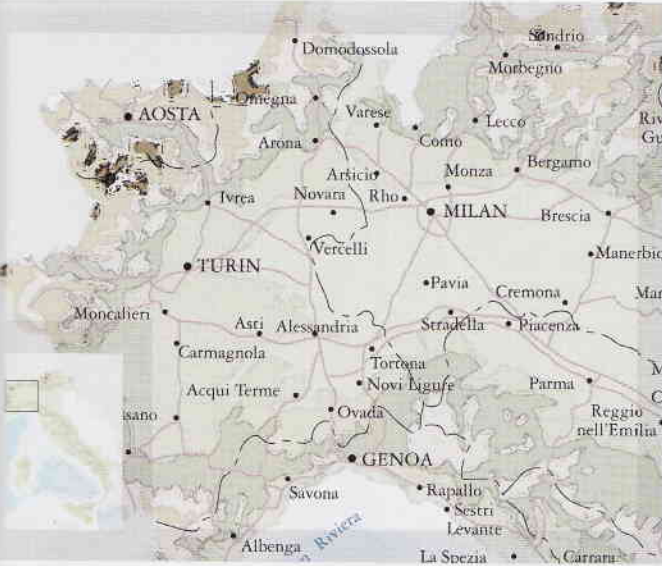 Sondrio
Domodossola
Morbegno
Omegna
AOSTA
Varese
Lecco
Como
Arona
Arsicio
Monza
Bergamo
Ivrea
Novara
Rho
MILAN
Brescia
Vercelli
Manerbio
TURIN
Pavia
Cremona
Moncalieri
Asti
Alessandria
Stradella
Piacenza
Carmagnola
Tortona
Acqui Terme
Novi Ligure
Parma
Ovada
Reggio
nell'Emilia
GENOA
Savona
Rapallo
Sestri
Levante
Riviera
Albenga
La Spezia
Carrara